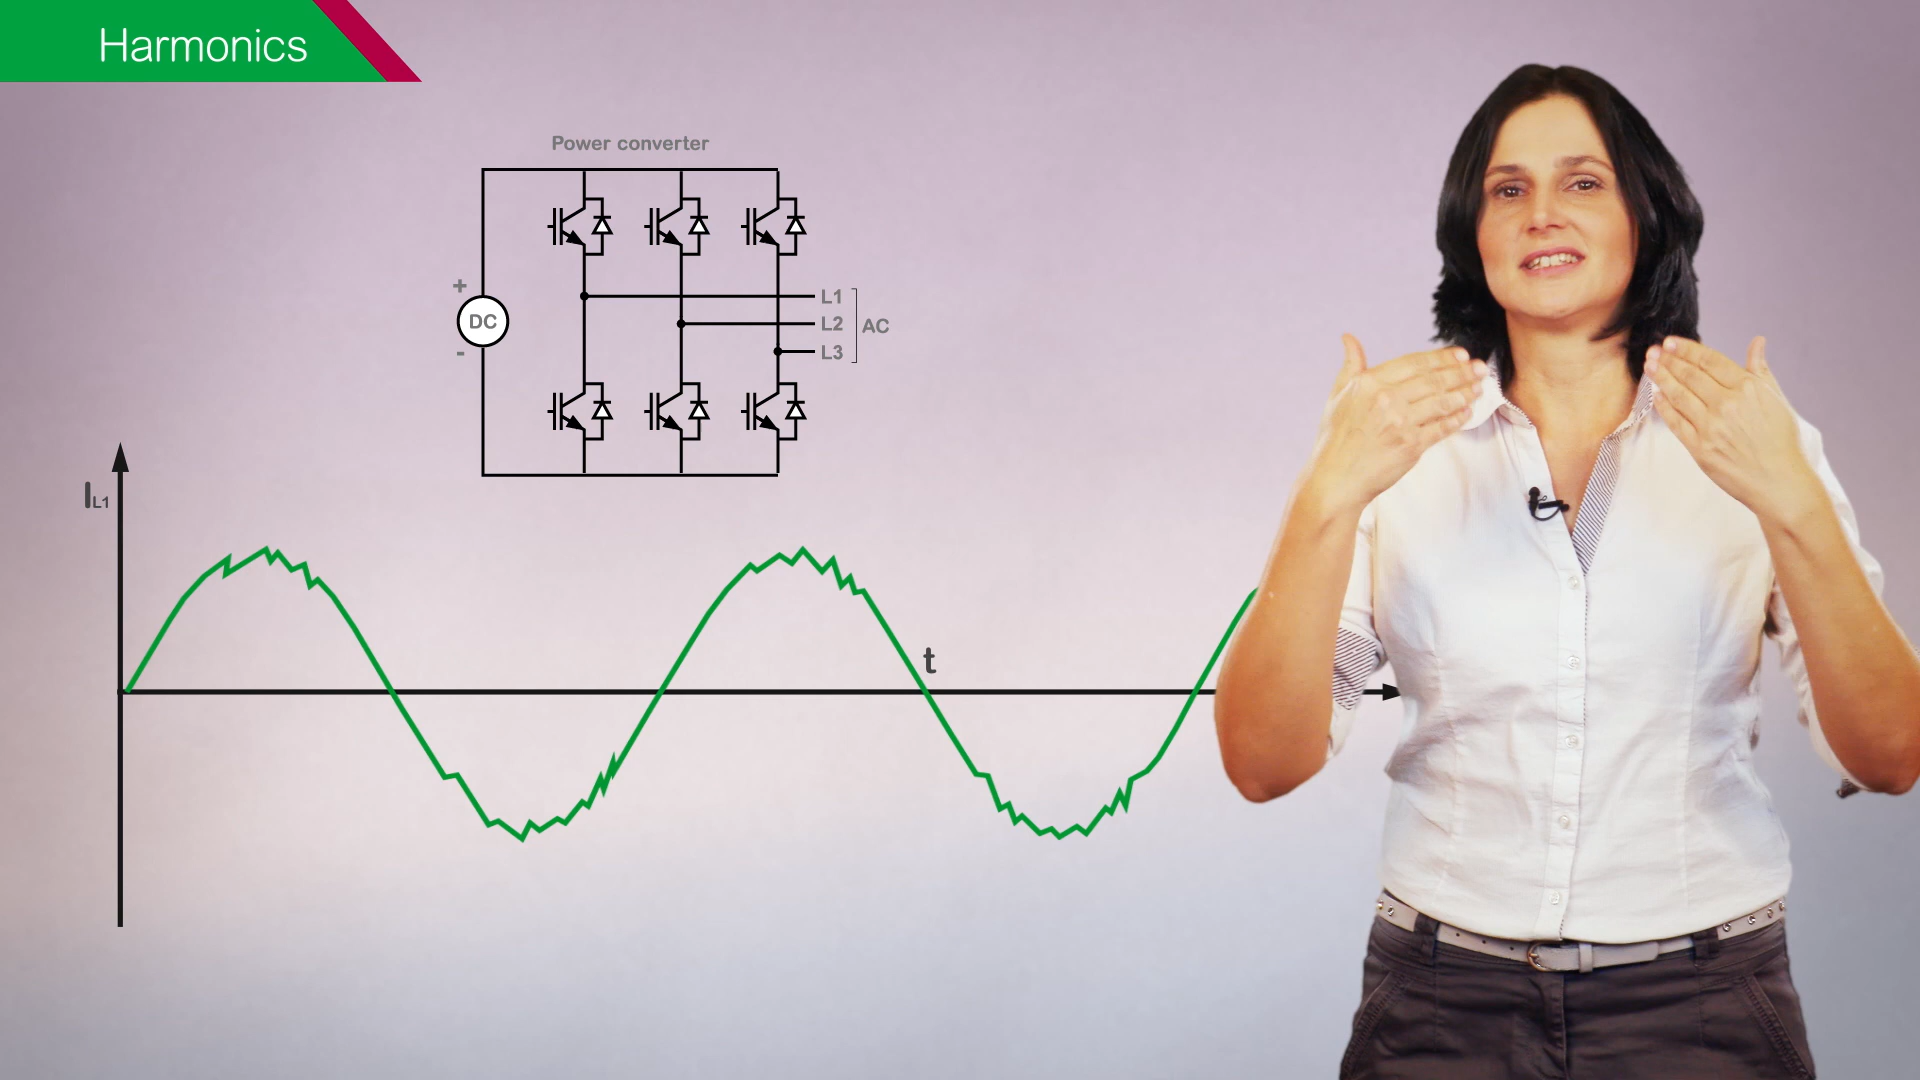 Harmonics
Power converter
+
DC
-
L1
L2
L3
AC
IL1
t